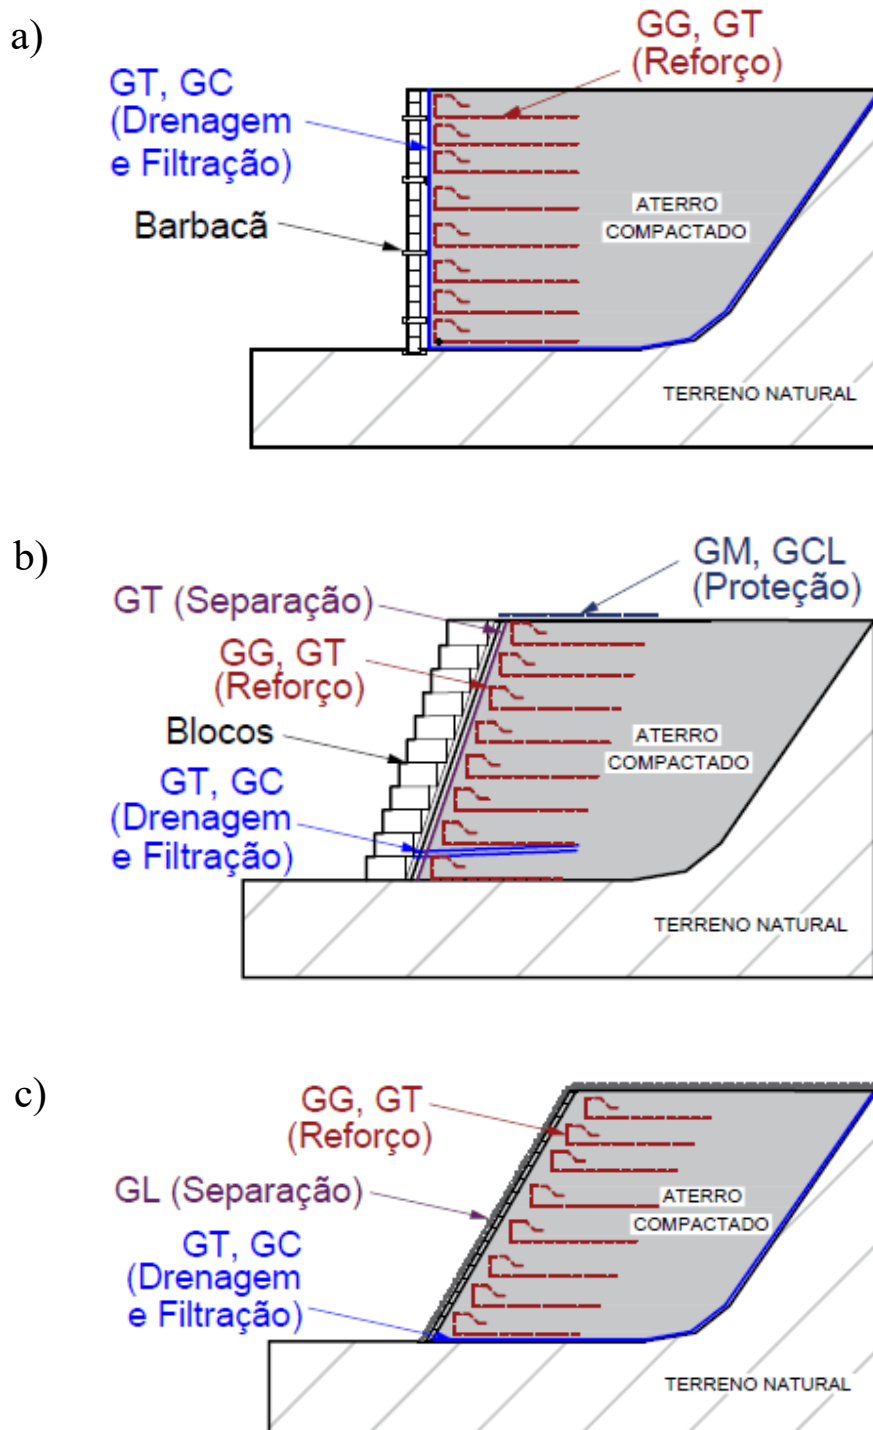 a)
GG, GT
(Reforço)
GT, GC
(Drenagem
e Filtração)
Barbacã
ATERRO
COMPACTADO
TERRENO NATURAL
b)
GM, GCL
(Proteção)
GT (Separação)
GG, GT
(Reforço)
Blocos
GT, GC
(Drenagem
e Filtração)
ATERRO
COMPACTADO
TERRENO NATURAL
c)
GG, GT
(Reforço)
GL (Separação)
GT, GC
(Drenagem
e Filtração)
ATERRO
COMPACTADO
TERRENO NATURAL